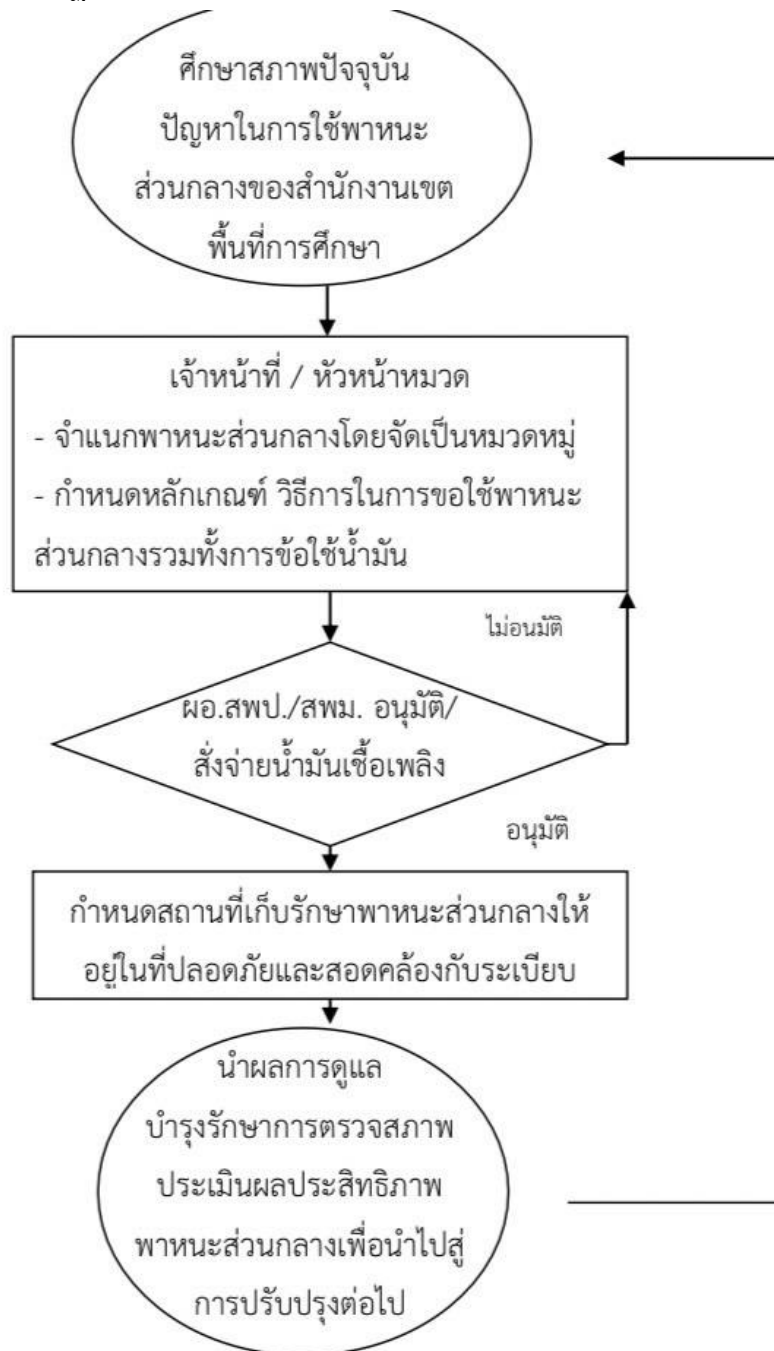 ศึกษาสภาพปัจจุบัน
ปัญหาในการใช้พาหนะ
ส่วนกลางของสำนักงานเขต
พื้นที่การศึกษา
เจ้าหน้าที่ / หัวหน้าหมวด
- จำแนกพาหนะส่วนกลางโดยจัดเป็นหมวดหมู่
- กำหนดหลักเกณฑ์ วิธีการในการขอใช้พาหนะ
ส่วนกลางรวมทั้งการข้อใช้น้ำมัน
ไม่อนมัติ
ผอ.สพป./สพม. อนุมัติ/
สั่งจ่ายน้ำมันเชื้อเพลิง
อนุมัติ
กำหนดสถานที่เก็บรักษาพาหนะส่วนกลางให้
อยู่ในที่ปลอดภัยและสอดคล้องกับระเบียบ
นำผลการดูแล
บำรุงรักษาการตรวจสภาพ
ประเมินผลประสิทธิภาพ
พาหนะส่วนกลางเพื่อนำไปสู่
การปรับปรุงต่อไป